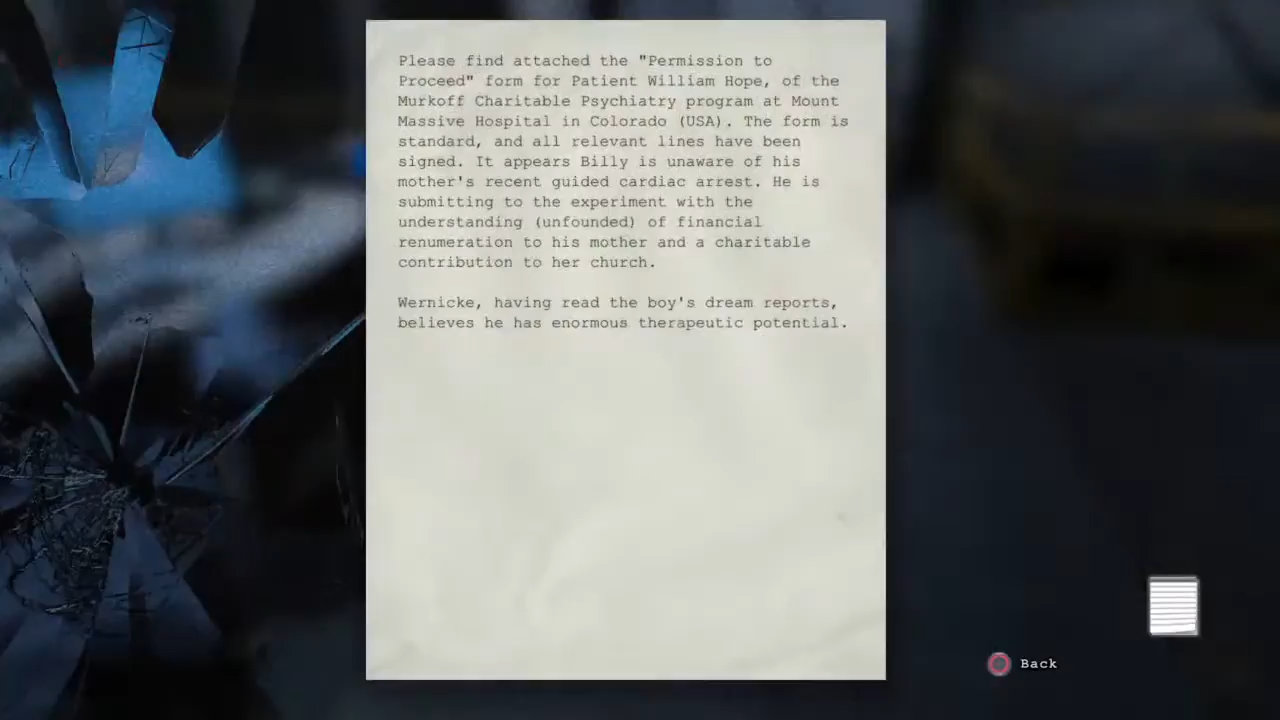 Please find attached the "Permission to
Proceed" form for Patient William Hope, of the
Murkoff Charitable Psychiatry program at Mount
Massive Hospital in Colorado (USA). The form is
standard, and all relevant lines have been
signed. It appears Billy is unaware of his
mother's recent guided cardiac arrest. He is
submitting to the experiment with the
understanding (unfounded) of financial
renumeration to his mother and a charitable
contribution to her church.
Wernicke, having read the boy's dream reports,
believes he has enormous therapeutic potential.
Back